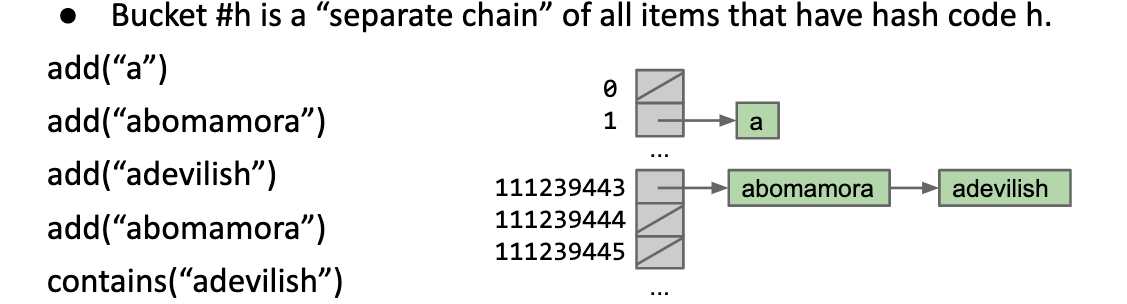 ● Bucket #h is a “separate chain” of all items that have hash code h.
add(“a”)
add(“abomamora”)
add(“adevilish”)
add(“abomamora”)
contains(“adevilish”)
0
1 a
...
111239443 abomamora adevilish
111239444
111239445
...